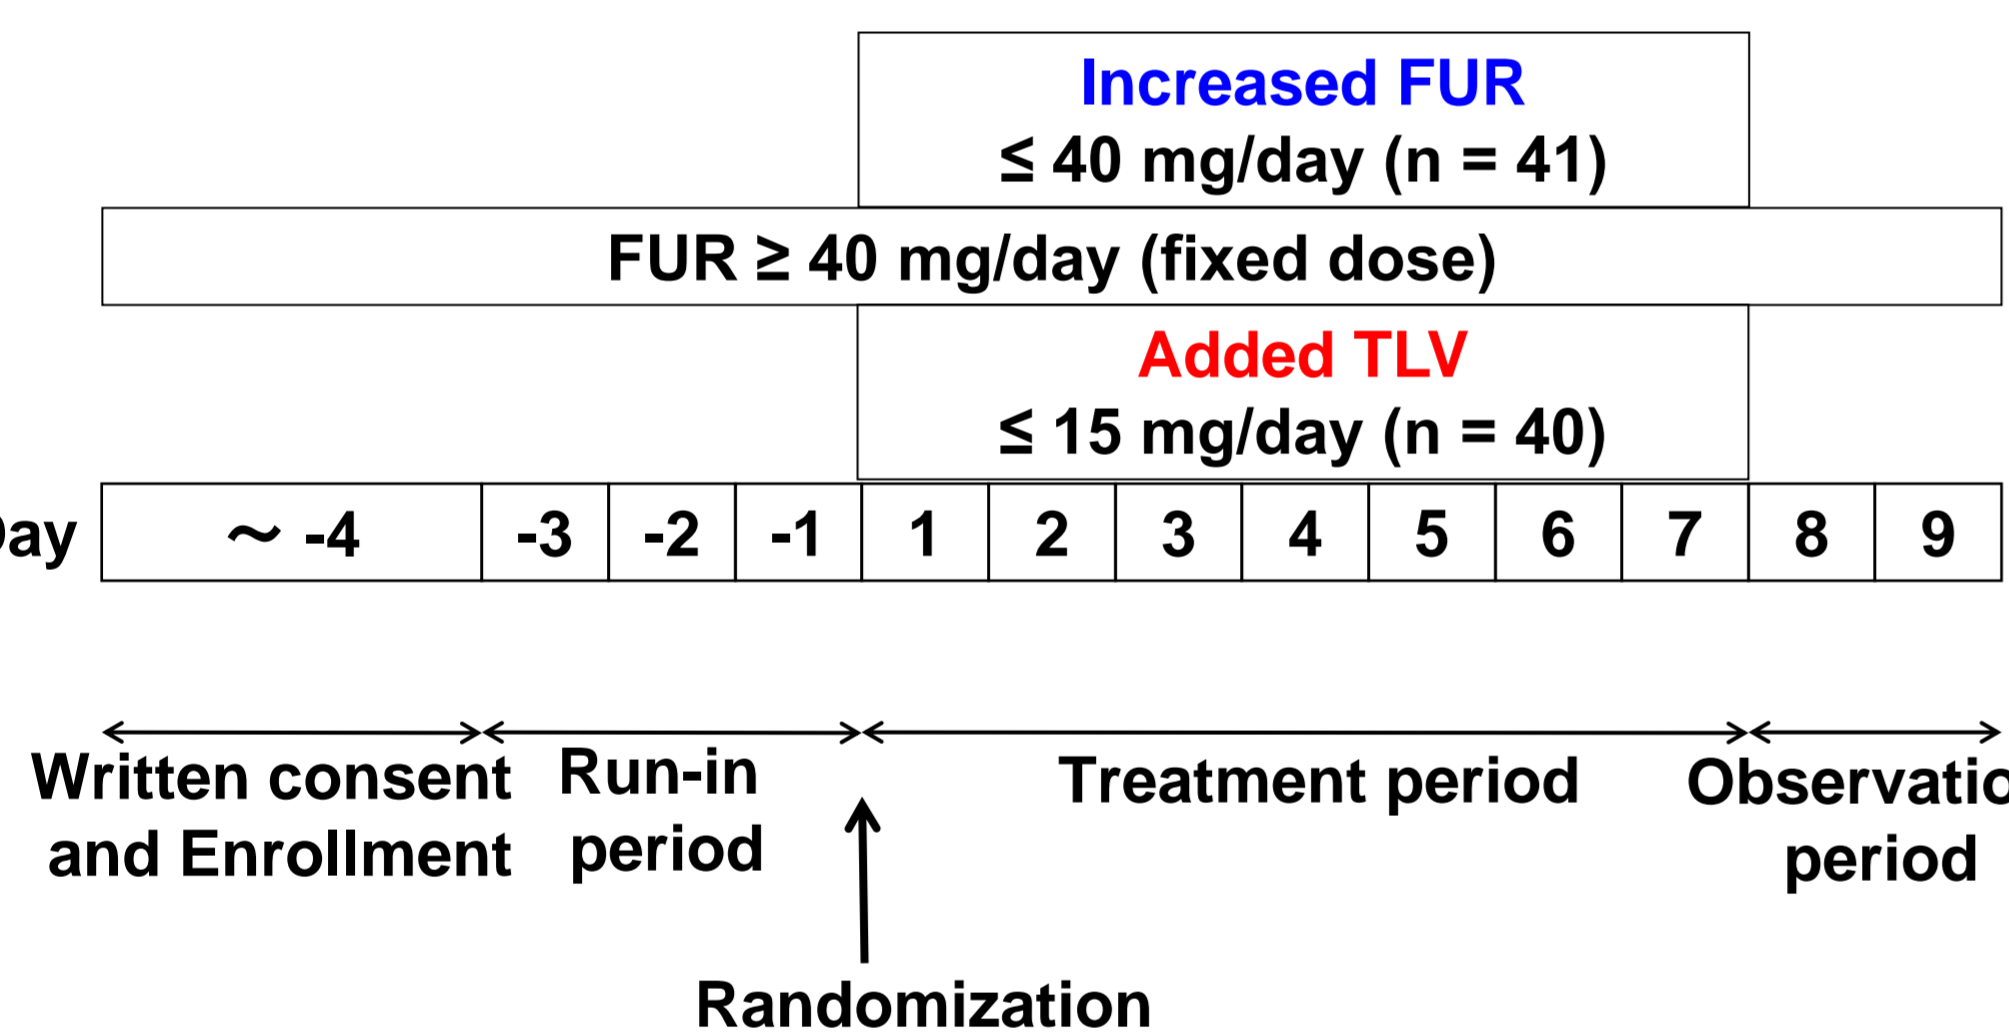 Increased FUR
≤ 40 mg/day (n = 41)
FUR ≥ 40 mg/day (fixed dose)
Added TLV
≤ 15 mg/day (n = 40)
Day ～ -4 -3 -2 -1 1 2 3 4 5 6 7 8 9
Written consent
and Enrollment
Run-in
period
Treatment period
Observatio
period
Randomization